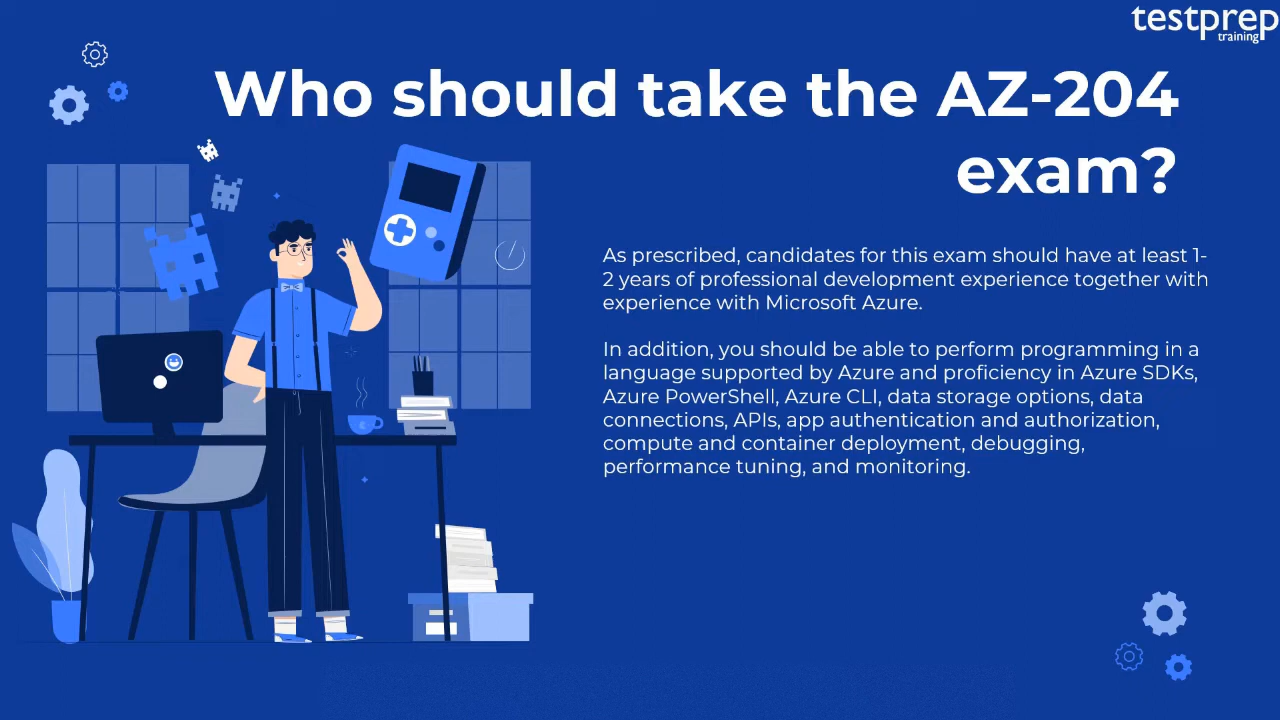 testprep
training
Who should take the AZ-204
exam?
As prescribed, candidates for this exam should have at least 1-
2 years of professional development experience together with
experience with Microsoft Azure.
In addition, you should be able to perform programming in a
language supported by Azure and proficiency in Azure SDKs,
Azure PowerShell, Azure CLI, data storage options, data
connections, APIs, app authentication and authorization,
compute and container deployment, debugging,
performance tuning, and monitoring.